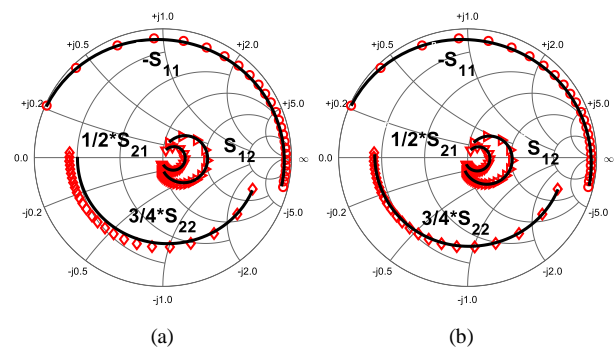 +j1.0
+j0.5
+j2.0
-S11
+j0.2
+j5.0
1/2*S21
S12
0.0
∞
-j0.2
-j5.0
3/4*S22
-j0.5
-j2.0
-j1.0
(a)
+j1.0
+j0.5
+j2.0
-S11
+j0.2
+j5.0
1/2*S21
S12
0.0
∞
-j0.2
-j5.0
3/4*S22
-j0.5
-j2.0
-j1.0
(b)